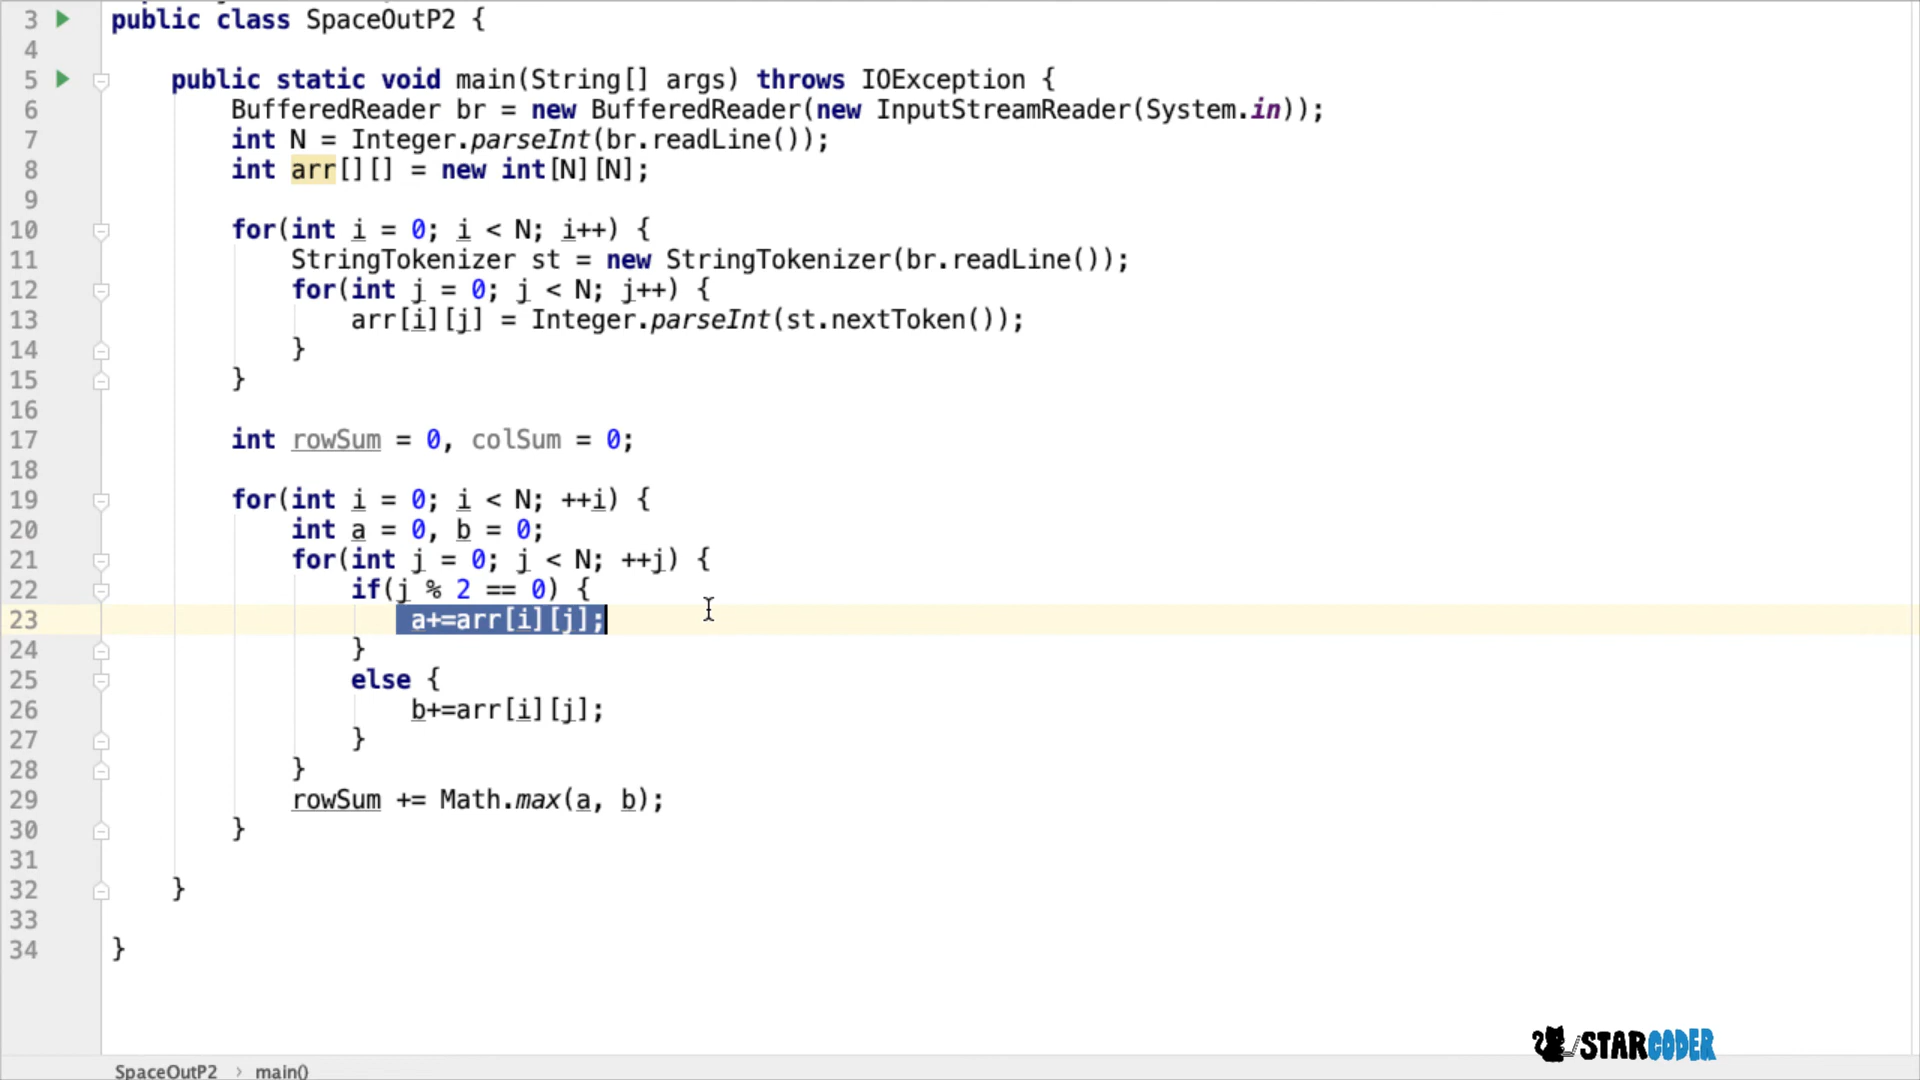 3 public class SpaceOutP2 {
4
5 public static void main(String[] args) throws IOException {
6 BufferedReader br = new BufferedReader(new InputStreamReader(System.in));
7 int N = Integer.parseInt(br.readLine());
8 int arr[][] = new int[N][N];
9
10 for(int i = 0; i < N; i++) {
11 StringTokenizer st = new StringTokenizer(br.readLine());
12 for(int j = 0; j < N; j++) {
13 arr[i][j] = Integer.parseInt(st.nextToken());
14 }
15 }
16
17 int rowSum = 0, colSum = 0;
18
19 for(int i = 0; i < N; ++i) {
20 int a = 0, b = 0;
21 for(int j = 0; j < N; ++j) {
22 if(j % 2 == 0) {
23 a+=arr[i][j];
24 }
25 else {
26 b+=arr[i][j];
27 }
28 }
29 rowSum += Math.max(a, b);
30 }
31
32 }
33
34 }
STARCODER
SpaceOutP2 › main()